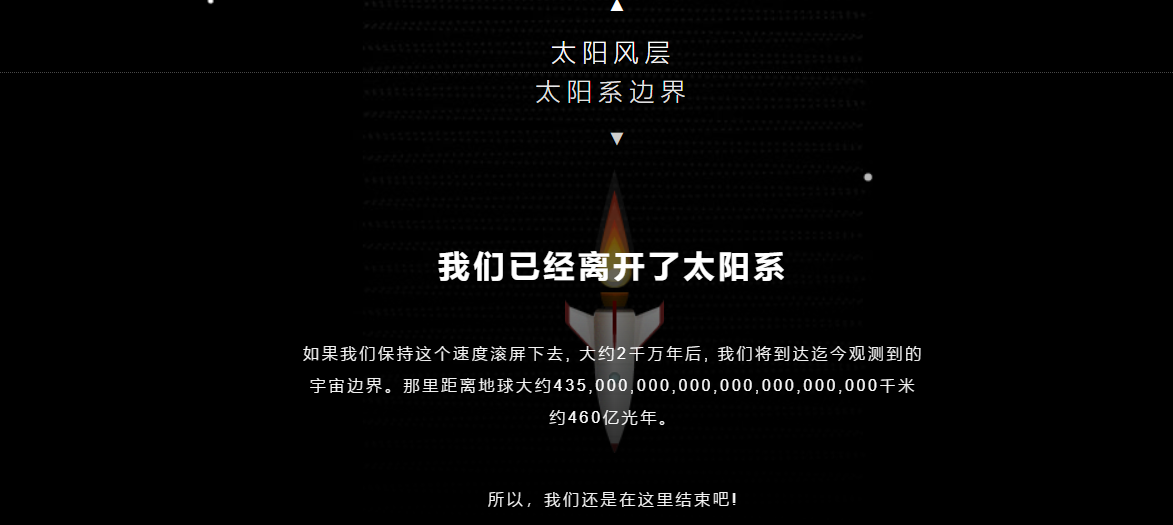 太阳风层
太阳系边界
我们已经离开了太阳系
如果我们保持这个速度滚屏下去, 大约2千万年后, 我们将到达迄今观测到的
宇宙边界。那里距离地球大约435,000,000,000,000,000,000,000千米
约460亿光年。
所以，我们还是在这里结束吧!